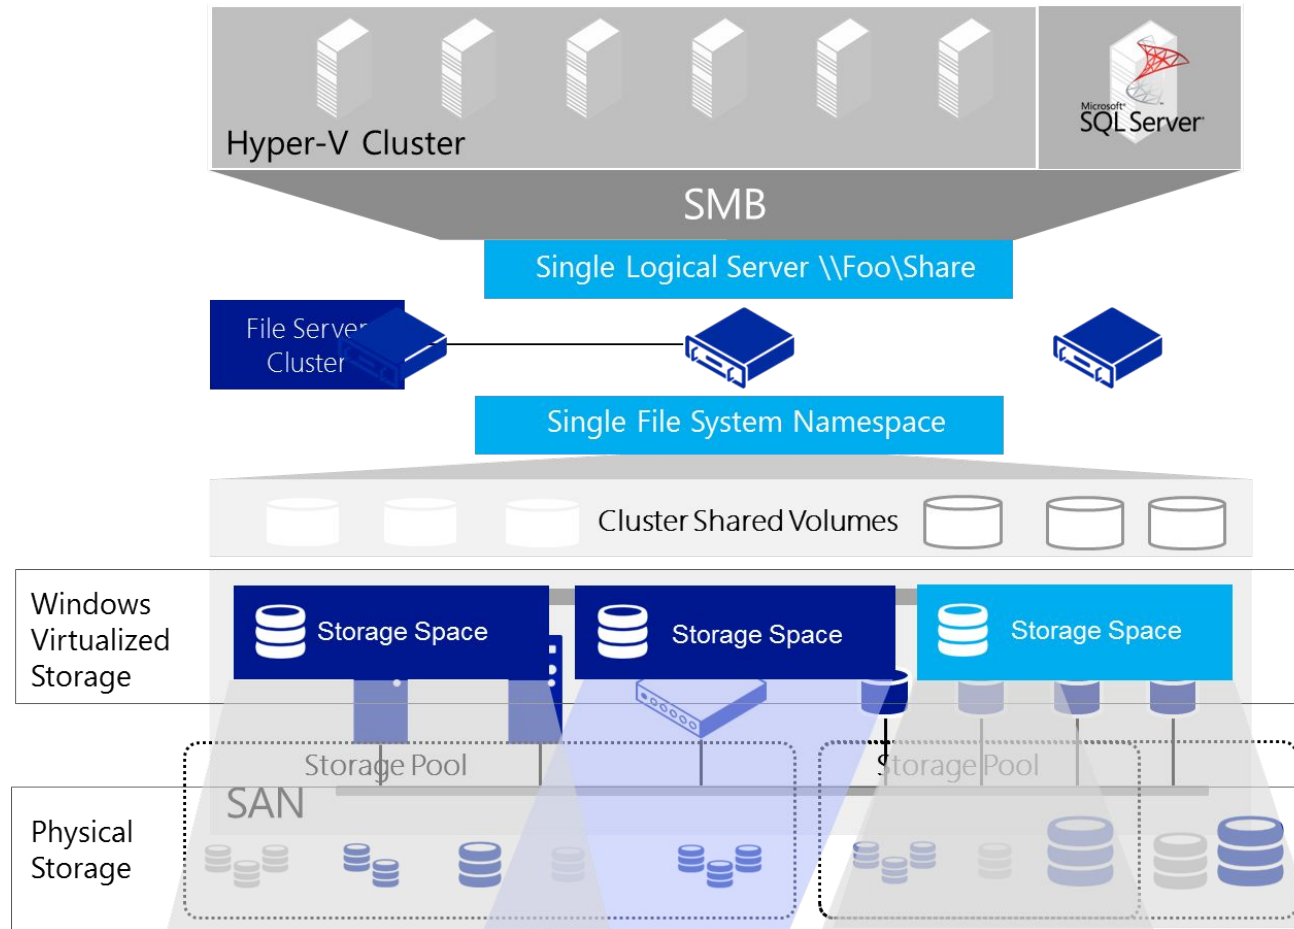 Hyper-V Cluster
Microsoft®
SQL Server
SMB
Single Logical Server \\Foo\Share
File Server
Cluster
Single File System Namespace
Cluster Shared Volumes
Windows
Virtualized
Storage
Storage Space
Storage Space
Storage Space
Storage Pool
Storage Pool
SAN
Physical
Storage